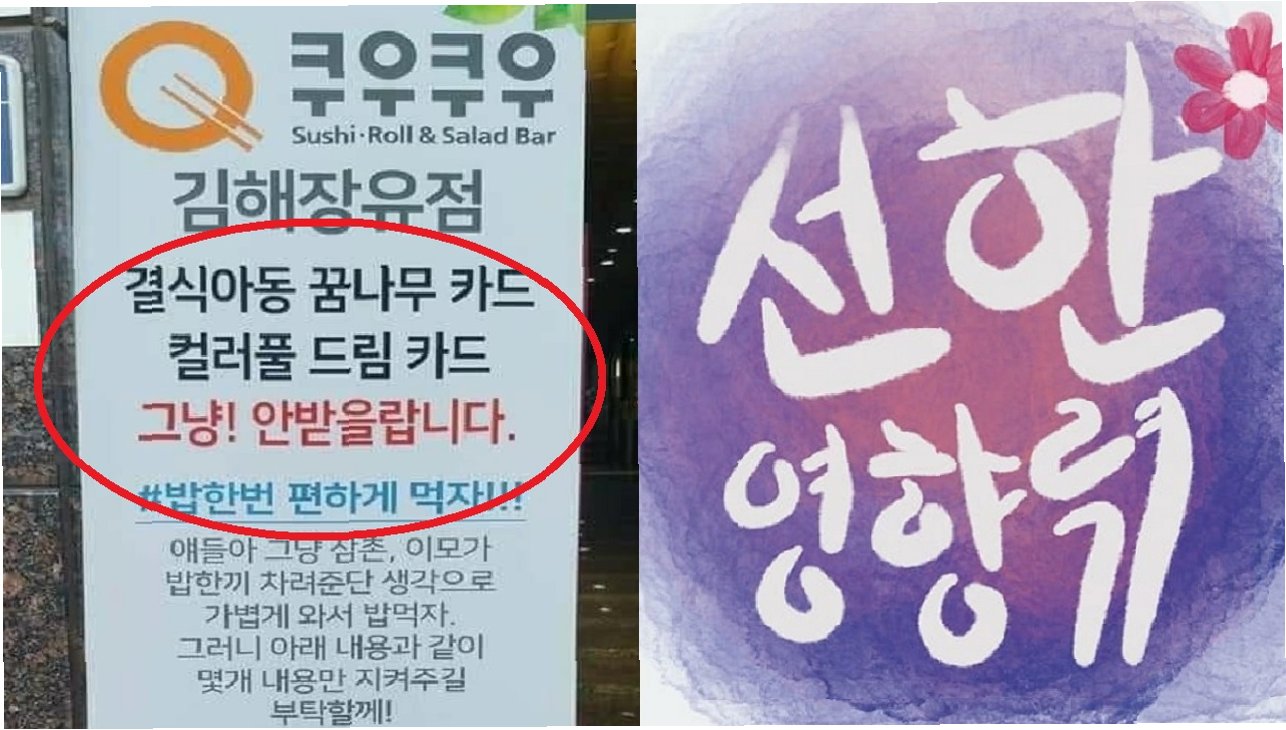 쿠우쿠우
Sushi·Roll & Salad Bar
김해장유점
결식아동 꿈나무 카드
컬러풀 드림 카드
그냥! 안받을랍니다.
#밥한번 편하게 먹자!!!
얘들아 그냥 삼촌, 이모가
밥한끼 차려준단 생각으로
가볍게 와서 밥먹자.
그러니 아래 내용과 같이
몇개 내용만 지켜주길
부탁할께!
선한
영향력